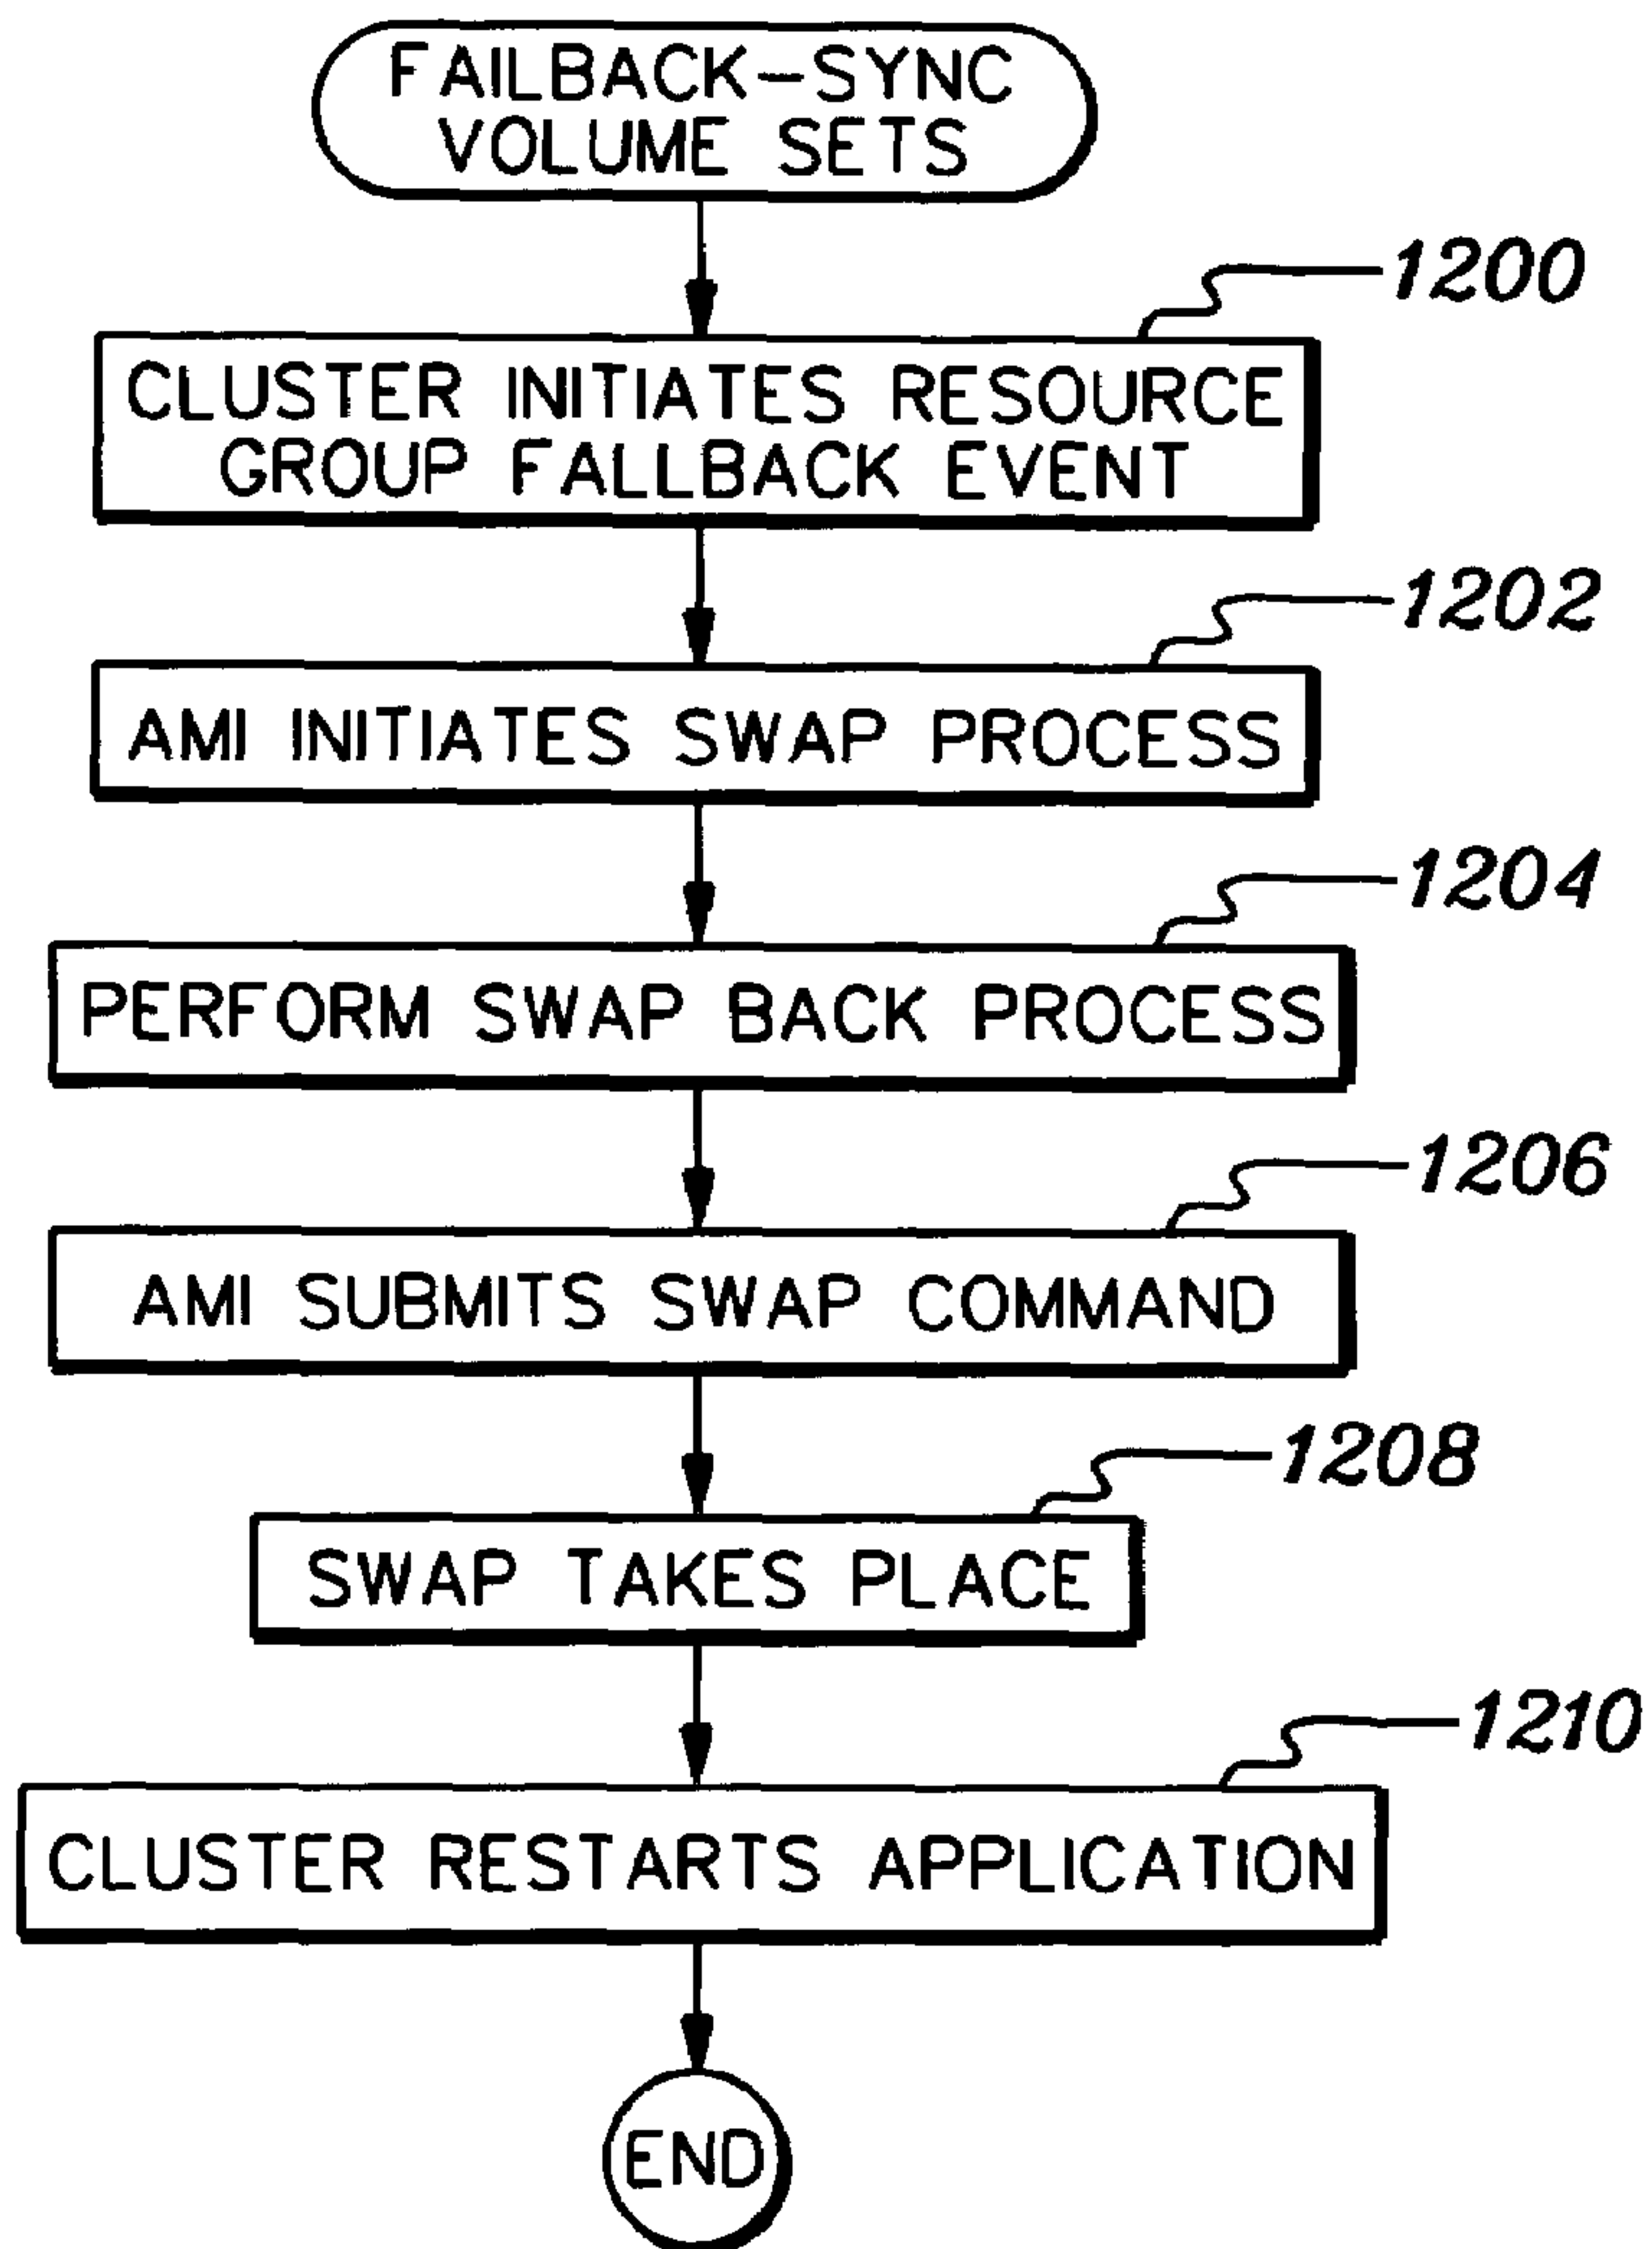 FAILBACK-SYNC
VOLUME SETS
1200
CLUSTER INITIATES RESOURCE
GROUP FALLBACK EVENT
1202
AMI INITIATES SWAP PROCESS
1204
PERFORM SWAP BACK PROCESS
1206
AMI SUBMITS SWAP COMMAND
1208
SWAP TAKES PLACE
1210
CLUSTER RESTARTS APPLICATION
END